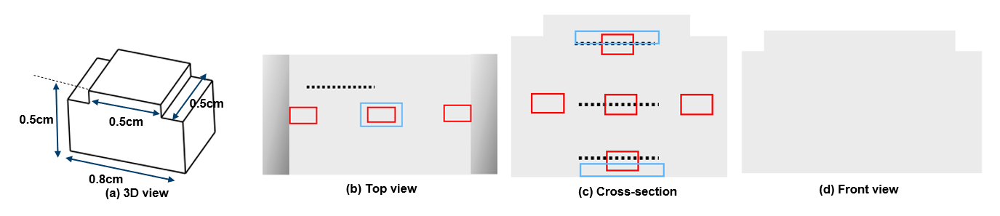 0.5cm
0.5cm
0.5cm
0.8cm
(a) 3D view
(b) Top view
(c) Cross-section
(d) Front view